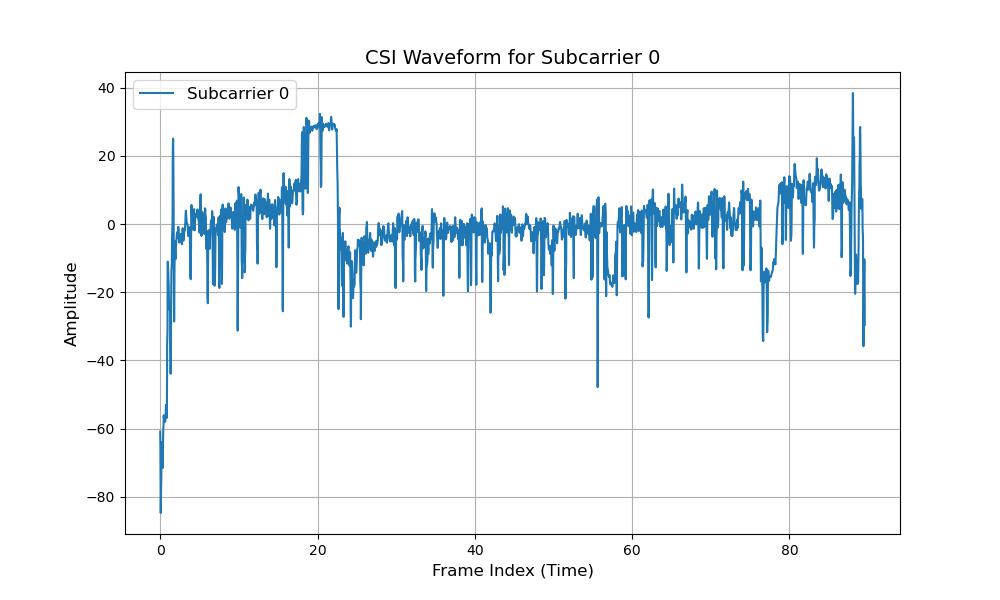 CSI Waveform for Subcarrier 0
Subcarrier 0
40
20
0
−20
−40
−60
−80
Amplitude
0 20 40 60 80
Frame Index (Time)